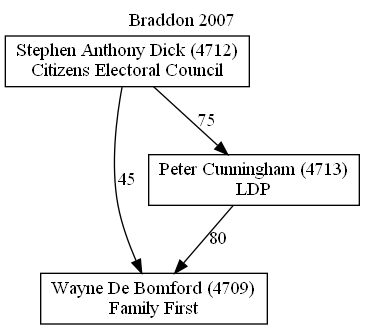 Braddon 2007
Stephen Anthony Dick (4712)
Citizens Electoral Council
75
Peter Cunningham (4713)
LDP
45
80
Wayne De Bomford (4709)
Family First